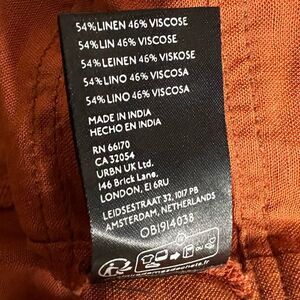 54%LINEN 46% VISCOSE
54%LIN 46% VISCOSE
54%LEINEN 46% VISKOSE
54%LINO 46% VISCOSA
54%LINO 46% VISCOSA
MADE IN INDIA
HECHO EN INDIA
RN 66170
CA 32054
URBN UK Ltd.
146 Brick Lane,
LONDON, E1 6RU
LEIDSESTRAAT 32, 1017 PB
AMSTERDAM, NETHERLANDS
OB1914038